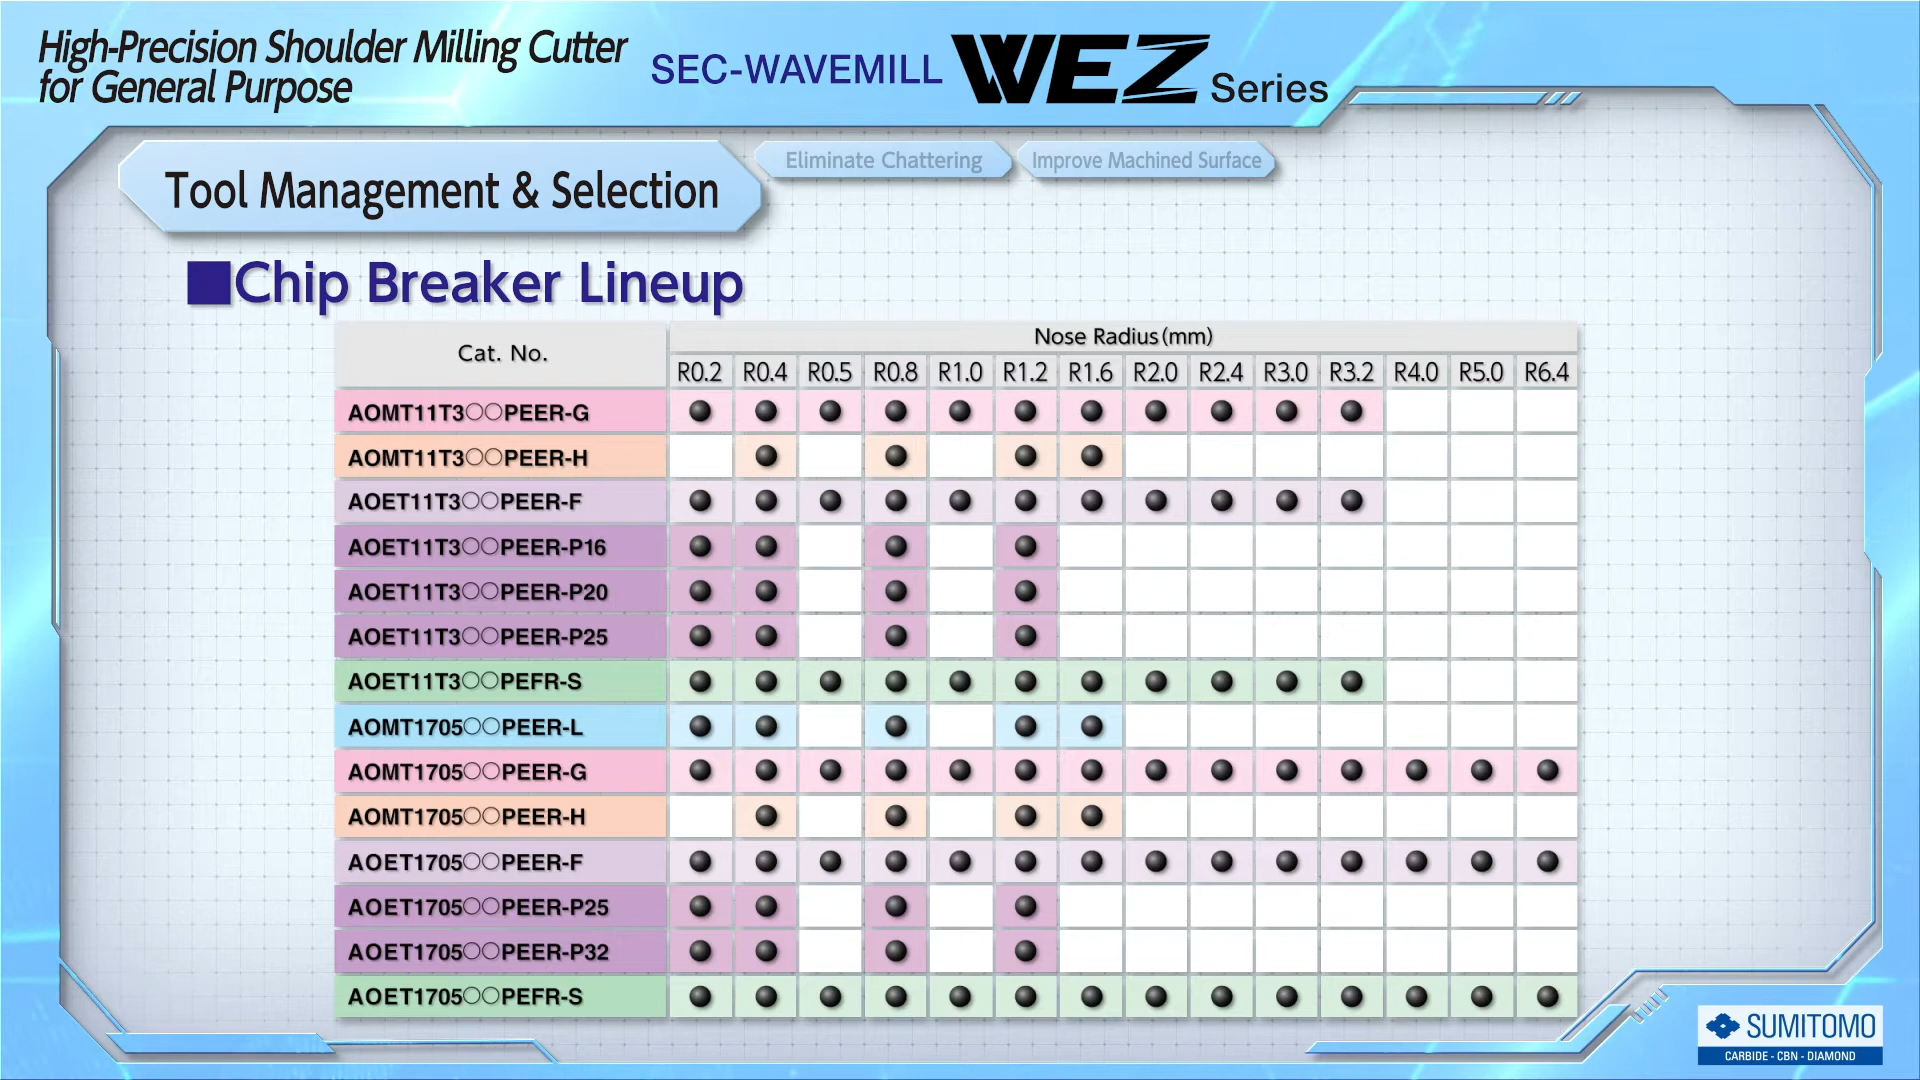 High-Precision Shoulder Milling Cutter
for General Purpose
SEC-WAVEMILL WEZ Series
Tool Management & Selection
Eliminate Chattering
Improve Machined Surface
■Chip Breaker Lineup
Cat. No.
Nose Radius(mm)
R0.2 R0.4 R0.5 R0.8 R1.0 R1.2 R1.6 R2.0 R2.4 R3.0 R3.2 R4.0 R5.0 R6.4
AOMT11T3○○PEER-G ● ● ● ● ● ● ● ● ● ● ●
AOMT11T3○○PEER-H ● ● ● ●
AOET11T3○○PEER-F ● ● ● ● ● ● ● ● ● ● ●
AOET11T3○○PEER-P16 ● ● ● ●
AOET11T3○○PEER-P20 ● ● ● ●
AOET11T3○○PEER-P25 ● ● ● ●
AOET11T3○○PEFR-S ● ● ● ● ● ● ● ● ● ● ●
AOMT1705○○PEER-L ● ● ● ● ●
AOMT1705○○PEER-G ● ● ● ● ● ● ● ● ● ● ● ● ● ●
AOMT1705○○PEER-H ● ● ● ●
AOET1705○○PEER-F ● ● ● ● ● ● ● ● ● ● ● ● ● ●
AOET1705○○PEER-P25 ● ● ● ●
AOET1705○○PEER-P32 ● ● ● ●
AOET1705○○PEFR-S ● ● ● ● ● ● ● ● ● ● ● ● ● ●
SUMITOMO
CARBIDE - CBN - DIAMOND